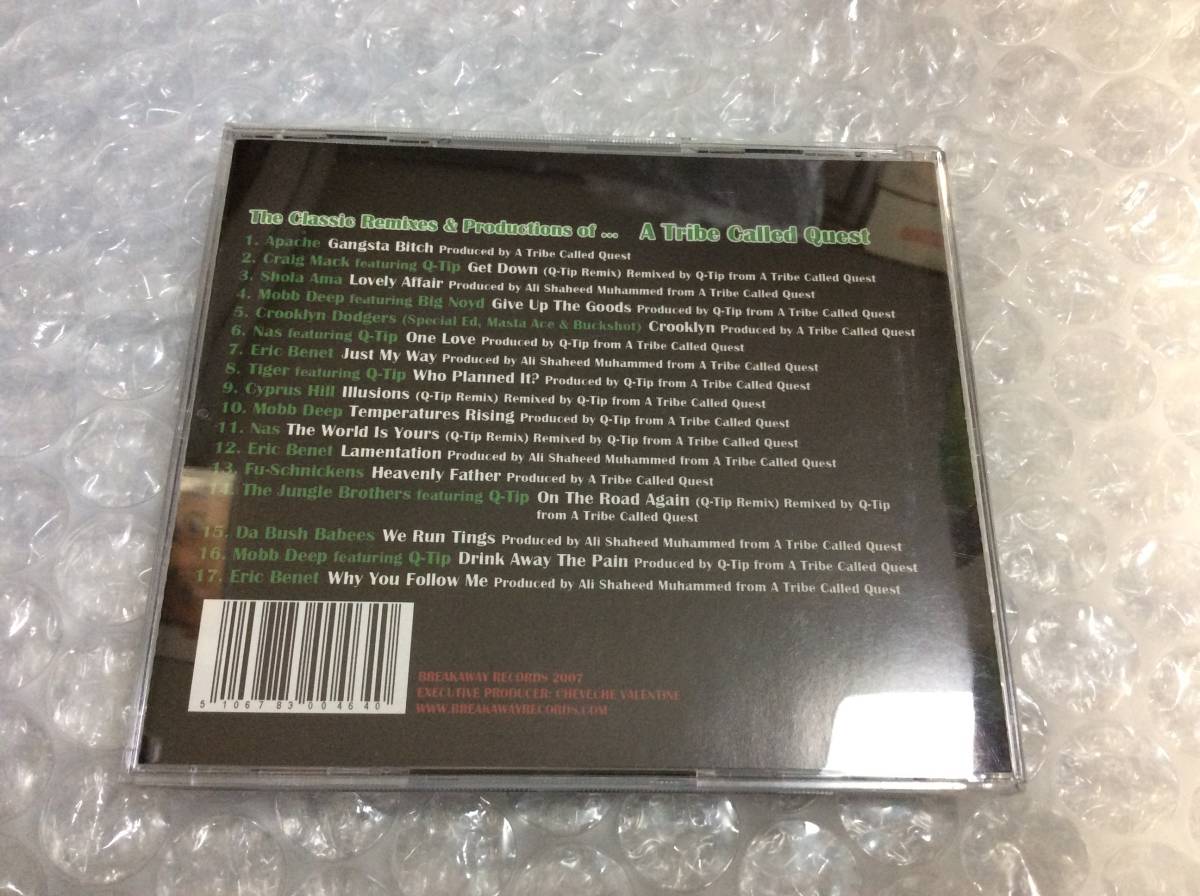 The Classic Remixes & Productions of ... A Tribe Called Quest
1. Apache Gangsta Bitch Produced by A Tribe Called Quest
2. Craig Mack featuring Q-Tip Get Down (Q-Tip Remix) Remixed by Q-Tip from A Tribe Called Quest
3. Shola Ama Lovely Affair Produced by Ali Shaheed Muhammed from A Tribe Called Quest
4. Mobb Deep featuring Big Noyd Give Up The Goods Produced by Q-Tip from A Tribe Called Quest
5. Crooklyn Dodgers (Special Ed, Masta Ace & Buckshot) Crooklyn Produced by A Tribe Called Quest
6. Nas featuring Q-Tip One Love Produced by Q-Tip from A Tribe Called Quest
7. Eric Benet Just My Way Produced by Ali Shaheed Muhammed from A Tribe Called Quest
8. Tiger featuring Q-Tip Who Planned It? Produced by Q-Tip from A Tribe Called Quest
9. Cyprus Hill Illusions (Q-Tip Remix) Remixed by Q-Tip from A Tribe Called Quest
10. Mobb Deep Temperatures Rising Produced by Q-Tip from A Tribe Called Quest
11. Nas The World Is Yours (Q-Tip Remix) Remixed by Q-Tip from A Tribe Called Quest
12. Eric Benet Lamentation Produced by Ali Shaheed Muhammed from A Tribe Called Quest
13. Fu-Schnickens Heavenly Father Produced by A Tribe Called Quest
14. The Jungle Brothers featuring Q-Tip On The Road Again (Q-Tip Remix) Remixed by Q-Tip
from A Tribe Called Quest
15. Da Bush Babees We Run Tings Produced by Ali Shaheed Muhammed from A Tribe Called Quest
16. Mobb Deep featuring Q-Tip Drink Away The Pain Produced by Q-Tip from A Tribe Called Quest
17. Eric Benet Why You Follow Me Produced by Ali Shaheed Muhammed from A Tribe Called Quest
BREAKAWAY RECORDS 2007
EXECUTIVE PRODUCER: CHEVECHE VALENTINE
WWW.BREAKAWAYRECORDS.COM
5 106783 004640